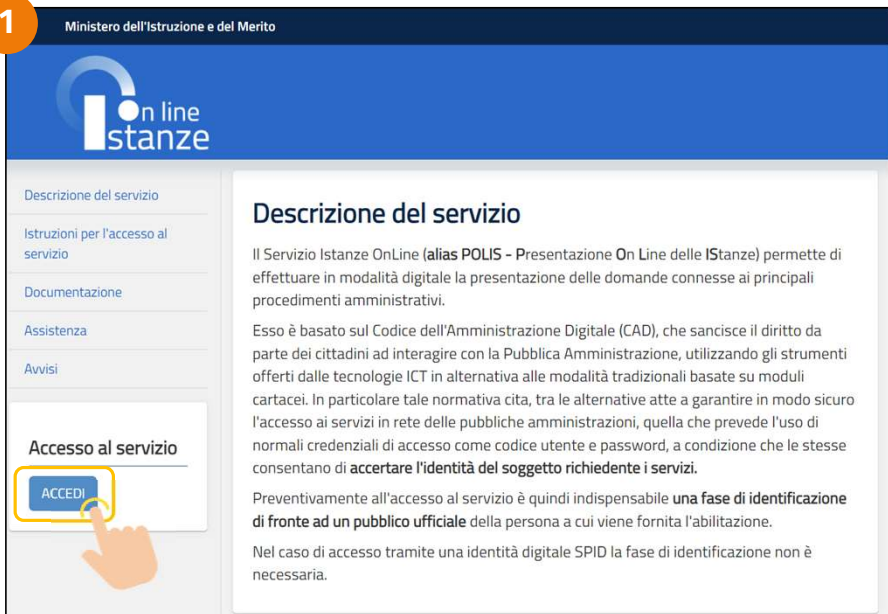 1
Ministero dell'Istruzione e del Merito
On line
Istanze
Descrizione del servizio
Istruzioni per l'accesso al
servizio
Documentazione
Assistenza
Avvisi
Accesso al servizio
ACCEDI
Descrizione del servizio
Il Servizio Istanze OnLine (alias POLIS - Presentazione On Line delle IStanze) permette di
effettuare in modalità digitale la presentazione delle domande connesse ai principali
procedimenti amministrativi.
Esso è basato sul Codice dell'Amministrazione Digitale (CAD), che sancisce il diritto da
parte dei cittadini ad interagire con la Pubblica Amministrazione, utilizzando gli strumenti
offerti dalle tecnologie ICT in alternativa alle modalità tradizionali basate su moduli
cartacei. In particolare tale normativa cita, tra le alternative atte a garantire in modo sicuro
l'accesso ai servizi in rete delle pubbliche amministrazioni, quella che prevede l'uso di
normali credenziali di accesso come codice utente e password, a condizione che le stesse
consentano di accertare l'identità del soggetto richiedente i servizi.
Preventivamente all'accesso al servizio è quindi indispensabile una fase di identificazione
di fronte ad un pubblico ufficiale della persona a cui viene fornita l'abilitazione.
Nel caso di accesso tramite una identità digitale SPID la fase di identificazione non è
necessaria.